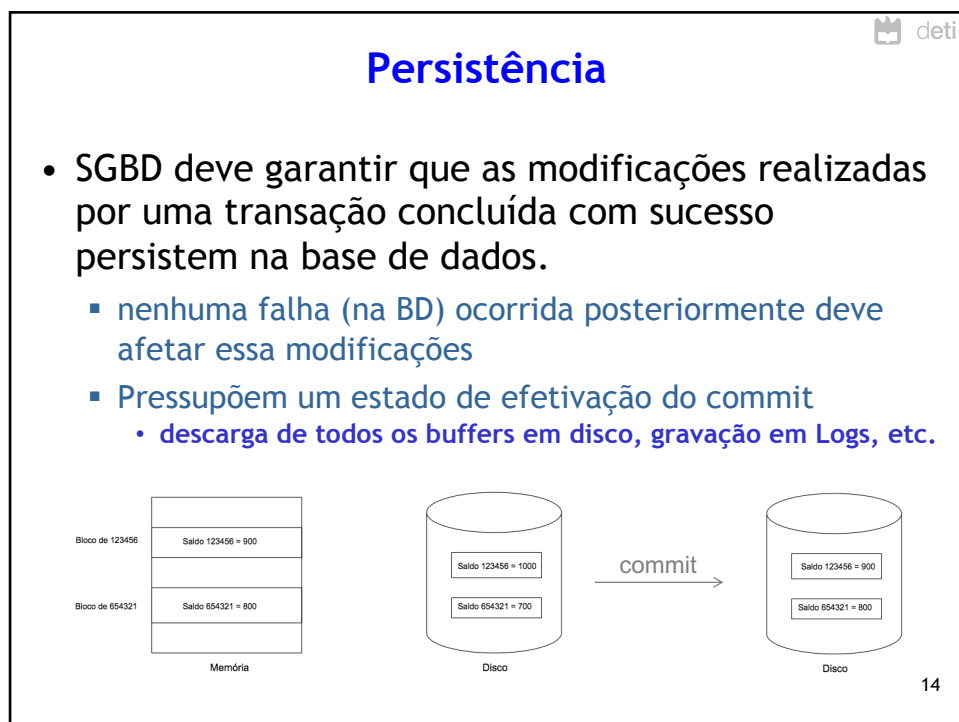 deti
Persistência
• SGBD deve garantir que as modificações realizadas
por uma transação concluída com sucesso
persistem na base de dados.
▪ nenhuma falha (na BD) ocorrida posteriormente deve
afetar essa modificações
▪ Pressupõem um estado de efetivação do commit
• descarga de todos os buffers em disco, gravação em Logs, etc.
Bloco de 123456
Saldo 123456 = 900
Bloco de 654321
Saldo 654321 = 800
Memória
Saldo 123456 = 1000
Saldo 654321 = 700
Disco
commit
Saldo 123456 = 900
Saldo 654321 = 800
Disco
14